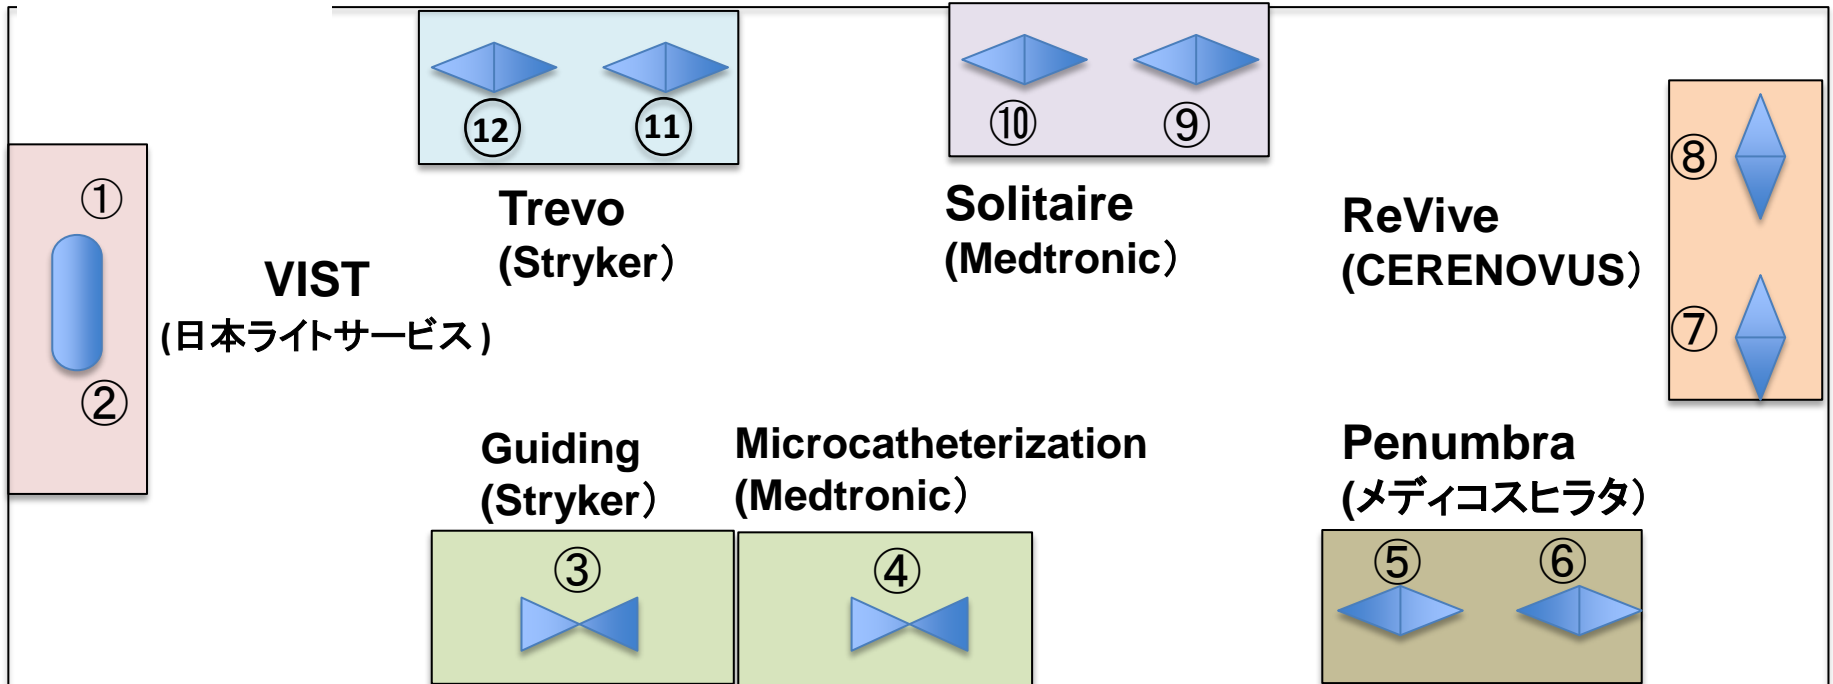 ⑫ ⑪
Trevo
(Stryker）
⑩ ⑨
Solitaire
(Medtronic）
⑧
⑦
ReVive
(CERENOVUS）
①
②
VIST
(日本ライトサービス)
Guiding
(Stryker）
③
Microcatheterization
(Medtronic）
④
Penumbra
(メディコスヒラタ）
⑤ ⑥